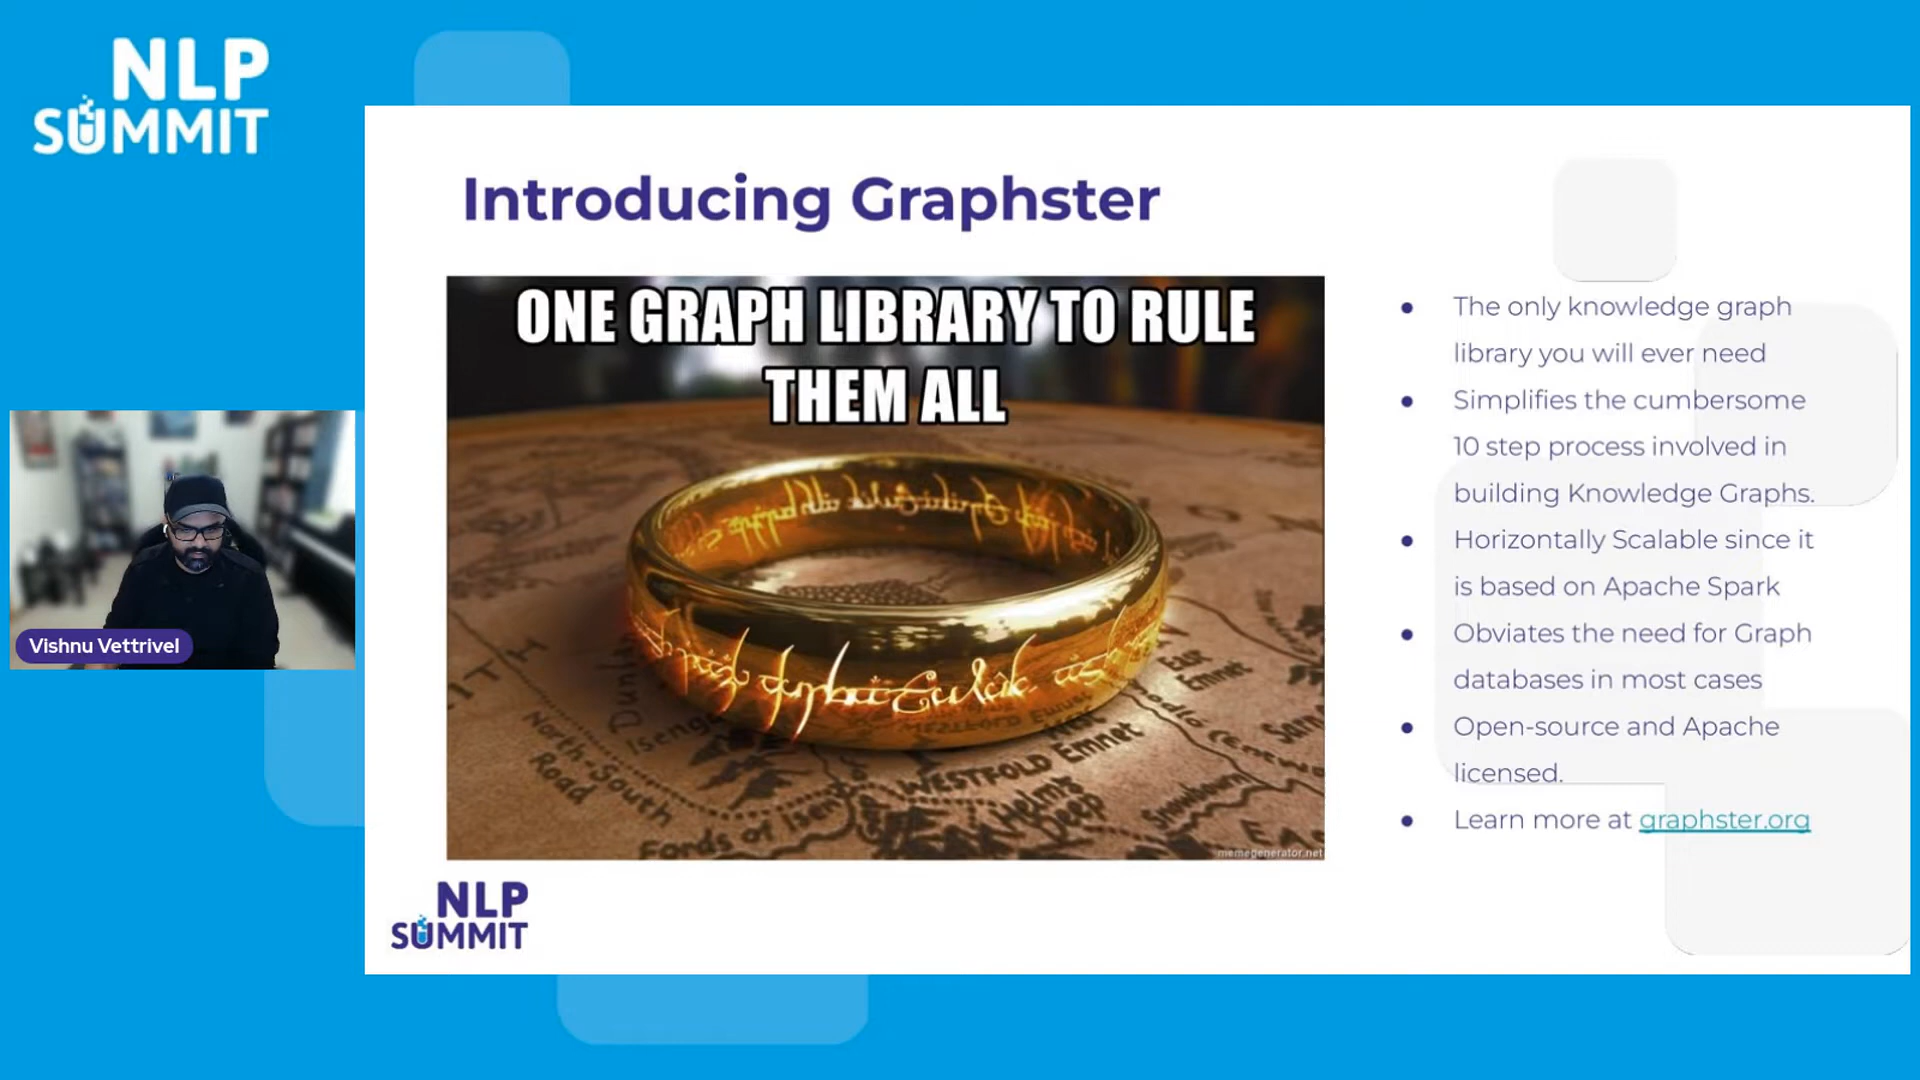 NLP
SUMMIT
Introducing Graphster
ONE GRAPH LIBRARY TO RULE
THEM ALL
North-South
Road
Fords of Isen
WESTFOLD
Emnet
Helms
Deep
East
Emnet
memegenerator.net
• The only knowledge graph
library you will ever need
• Simplifies the cumbersome
10 step process involved in
building Knowledge Graphs.
• Horizontally Scalable since it
is based on Apache Spark
• Obviates the need for Graph
databases in most cases
• Open-source and Apache
licensed.
• Learn more at graphster.org
Vishnu Vettrivel
NLP
SUMMIT